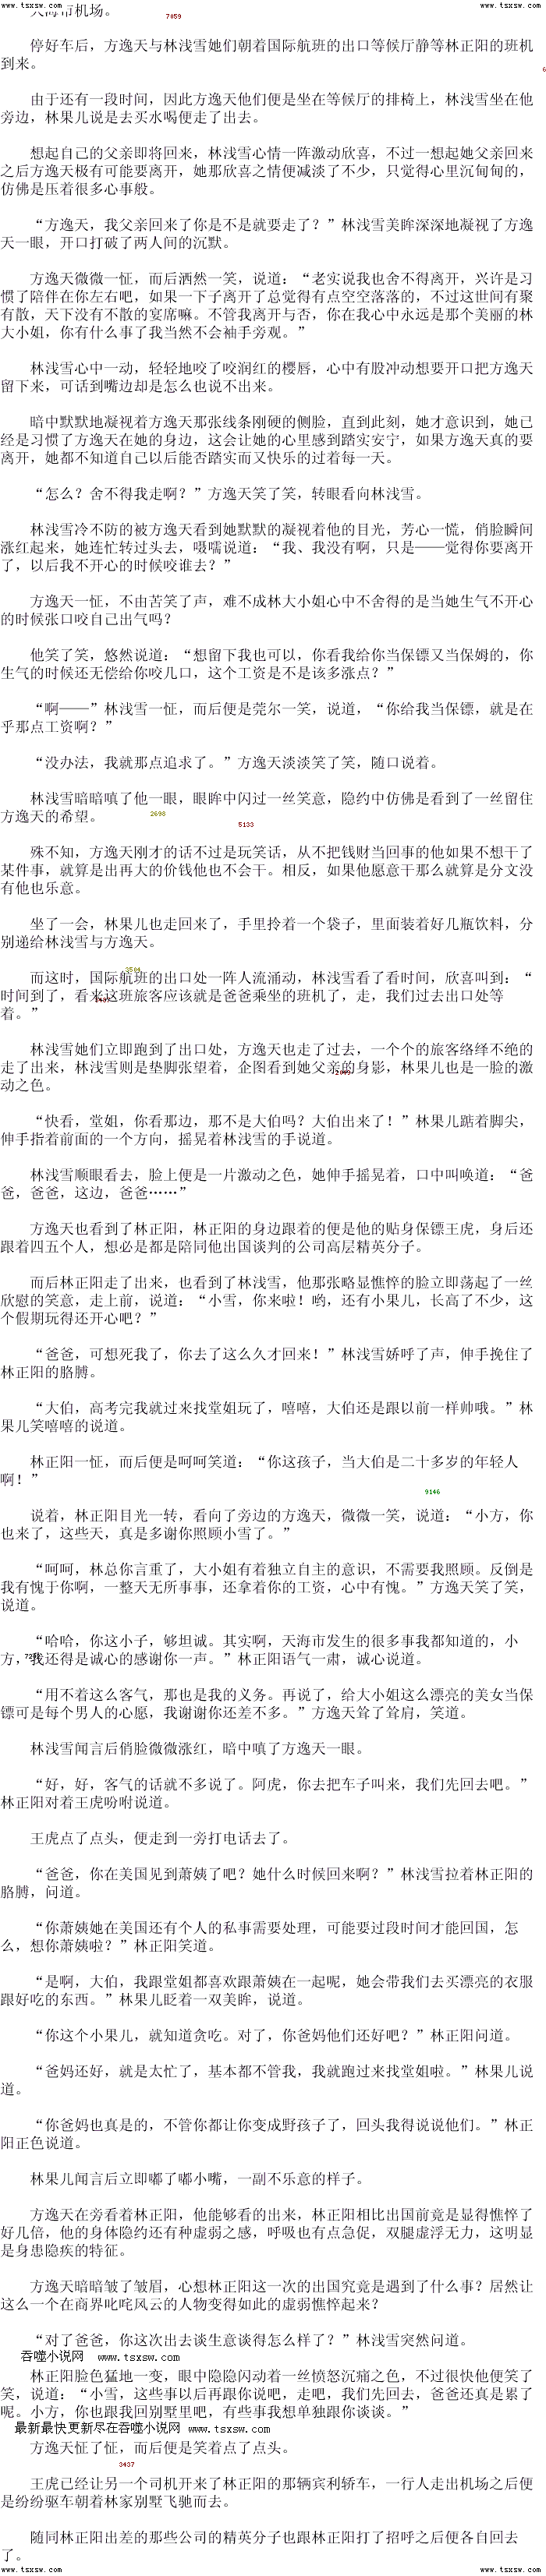 www.tsxsw.com www.tsxsw.com
天海市机场。
7859
停好车后，方逸天与林浅雪她们朝着国际航班的出口等候厅静等林正阳的班机
到来。
6
由于还有一段时间，因此方逸天他们便是坐在等候厅的排椅上，林浅雪坐在他
旁边，林果儿说是去买水喝便走了出去。
想起自己的父亲即将回来，林浅雪心情一阵激动欣喜，不过一想起她父亲回来
之后方逸天极有可能要离开，她那欣喜之情便减淡了不少，只觉得心里沉甸甸的，
仿佛是压着很多心事般。
“方逸天，我父亲回来了你是不是就要走了？”林浅雪美眸深深地凝视了方逸
天一眼，开口打破了两人间的沉默。
方逸天微微一怔，而后洒然一笑，说道：“老实说我也舍不得离开，兴许是习
惯了陪伴在你左右吧，如果一下子离开了总觉得有点空空落落的，不过这世间有聚
有散，天下没有不散的宴席嘛。不管我离开与否，你在我心中永远是那个美丽的林
大小姐，你有什么事了我当然不会袖手旁观。”
林浅雪心中一动，轻轻地咬了咬润红的樱唇，心中有股冲动想要开口把方逸天
留下来，可话到嘴边却是怎么也说不出来。
暗中默默地凝视着方逸天那张线条刚硬的侧脸，直到此刻，她才意识到，她已
经是习惯了方逸天在她的身边，这会让她的心里感到踏实安宁，如果方逸天真的要
离开，她都不知道自己以后能否踏实而又快乐的过着每一天。
“怎么？舍不得我走啊？”方逸天笑了笑，转眼看向林浅雪。
林浅雪冷不防的被方逸天看到她默默的凝视着他的目光，芳心一慌，俏脸瞬间
涨红起来，她连忙转过头去，嗫嚅说道：“我、我没有啊，只是——觉得你要离开
了，以后我不开心的时候咬谁去？”
方逸天一怔，不由苦笑了声，难不成林大小姐心中不舍得的是当她生气不开心
的时候张口咬自己出气吗？
他笑了笑，悠然说道：“想留下我也可以，你看我给你当保镖又当保姆的，你
生气的时候还无偿给你咬几口，这个工资是不是该多涨点？”
“啊——”林浅雪一怔，而后便是莞尔一笑，说道，“你给我当保镖，就是在
乎那点工资啊？”
“没办法，我就那点追求了。”方逸天淡淡笑了笑，随口说着。
林浅雪暗暗嗔了他一眼，眼眸中闪过一丝笑意，隐约中仿佛是看到了一丝留住
方逸天的希望。
2698
5133
殊不知，方逸天刚才的话不过是玩笑话，从不把钱财当回事的他如果不想干了
某件事，就算是出再大的价钱他也不会干。相反，如果他愿意干那么就算是分文没
有他也乐意。
坐了一会，林果儿也走回来了，手里拎着一个袋子，里面装着好几瓶饮料，分
别递给林浅雪与方逸天。
而这时，国际航班的出口处一阵人流涌动，林浅雪看了看时间，欣喜叫到：“
时间到了，看来这班旅客应该就是爸爸乘坐的班机了，走，我们过去出口处等
着。”
林浅雪她们立即跑到了出口处，方逸天也走了过去，一个个的旅客络绎不绝的
走了出来，林浅雪则是垫脚张望着，企图看到她父亲的身影，林果儿也是一脸的激
动之色。
“快看，堂姐，你看那边，那不是大伯吗？大伯出来了！”林果儿踮着脚尖，
伸手指着前面的一个方向，摇晃着林浅雪的手说道。
林浅雪顺眼看去，脸上便是一片激动之色，她伸手摇晃着，口中叫唤道：“爸
爸，爸爸，这边，爸爸……”
方逸天也看到了林正阳，林正阳的身边跟着的便是他的贴身保镖王虎，身后还
跟着四五个人，想必是都是陪同他出国谈判的公司高层精英分子。
而后林正阳走了出来，也看到了林浅雪，他那张略显憔悴的脸立即荡起了一丝
欣慰的笑意，走上前，说道：“小雪，你来啦！哟，还有小果儿，长高了不少，这
个假期玩得还开心吧？”
“爸爸，可想死我了，你去了这么久才回来！”林浅雪娇呼了声，伸手挽住了
林正阳的胳膊。
“大伯，高考完我就过来找堂姐玩了，嘻嘻，大伯还是跟以前一样帅哦。”林
果儿笑嘻嘻的说道。
林正阳一怔，而后便是呵呵笑道：“你这孩子，当大伯是二十多岁的年轻人
啊！”
9146
说着，林正阳目光一转，看向了旁边的方逸天，微微一笑，说道：“小方，你
也来了，这些天，真是多谢你照顾小雪了。”
“呵呵，林总你言重了，大小姐有着独立自主的意识，不需要我照顾。反倒是
我有愧于你啊，一整天无所事事，还拿着你的工资，心中有愧。”方逸天笑了笑，
说道。
“哈哈，你这小子，够坦诚。其实啊，天海市发生的很多事我都知道的，小
方，我还得是诚心的感谢你一声。”林正阳语气一肃，诚心说道。
“用不着这么客气，那也是我的义务。再说了，给大小姐这么漂亮的美女当保
镖可是每个男人的心愿，我谢谢你还差不多。”方逸天耸了耸肩，笑道。
林浅雪闻言后俏脸微微涨红，暗中嗔了方逸天一眼。
“好，好，客气的话就不多说了。阿虎，你去把车子叫来，我们先回去吧。”
林正阳对着王虎吩咐说道。
王虎点了点头，便走到一旁打电话去了。
“爸爸，你在美国见到萧姨了吧？她什么时候回来啊？”林浅雪拉着林正阳的
胳膊，问道。
“你萧姨她在美国还有个人的私事需要处理，可能要过段时间才能回国，怎
么，想你萧姨啦？”林正阳笑道。
“是啊，大伯，我跟堂姐都喜欢跟萧姨在一起呢，她会带我们去买漂亮的衣服
跟好吃的东西。”林果儿眨着一双美眸，说道。
“你这个小果儿，就知道贪吃。对了，你爸妈他们还好吧？”林正阳问道。
“爸妈还好，就是太忙了，基本都不管我，我就跑过来找堂姐啦。”林果儿说
道。
“你爸妈也真是的，不管你都让你变成野孩子了，回头我得说说他们。”林正
阳正色说道。
林果儿闻言后立即嘟了嘟小嘴，一副不乐意的样子。
方逸天在旁看着林正阳，他能够看的出来，林正阳相比出国前竟是显得憔悴了
好几倍，他的身体隐约还有种虚弱之感，呼吸也有点急促，双腿虚浮无力，这明显
是身患隐疾的特征。
方逸天暗暗皱了皱眉，心想林正阳这一次的出国究竟是遇到了什么事？居然让
这么一个在商界叱咤风云的人物变得如此的虚弱憔悴起来？
“对了爸爸，你这次出去谈生意谈得怎么样了？”林浅雪突然问道。
吞噬小说网 www.tsxsw.com
林正阳脸色猛地一变，眼中隐隐闪动着一丝愤怒沉痛之色，不过很快他便笑了
笑，说道：“小雪，这些事以后再跟你说吧，走吧，我们先回去，爸爸还真是累了
呢。小方，你也跟我回别墅里吧，有些事我想单独跟你谈谈。”
最新最快更新尽在吞噬小说网 www.tsxsw.com
方逸天怔了怔，而后便是笑着点了点头。
3437
王虎已经让另一个司机开来了林正阳的那辆宾利轿车，一行人走出机场之后便
是纷纷驱车朝着林家别墅飞驰而去。
随同林正阳出差的那些公司的精英分子也跟林正阳打了招呼之后便各自回去
了。
www.tsxsw.com www.tsxsw.com